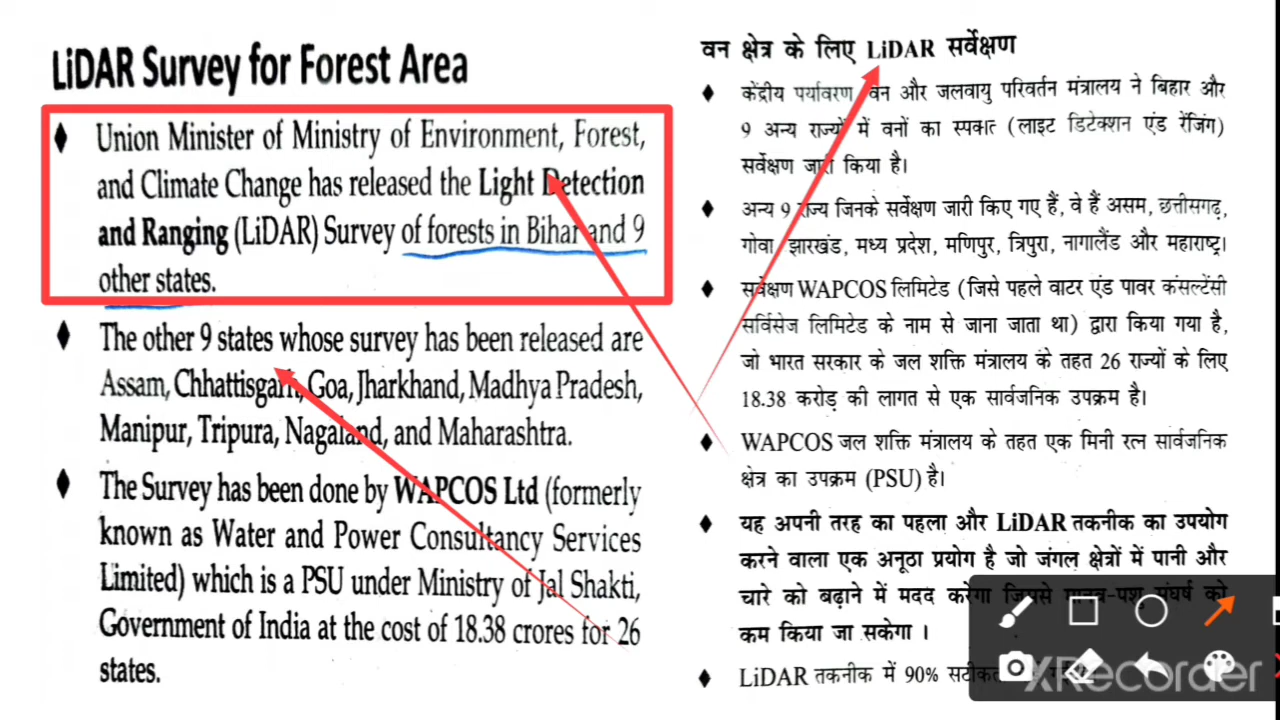 LiDAR Survey for Forest Area
♦ Union Minister of Ministry of Environment, Forest,
and Climate Change has released the Light Detection
and Ranging (LiDAR) Survey of forests in Bihar and 9
other states.
♦ The other 9 states whose survey has been released are
Assam, Chhattisgarh, Goa, Jharkhand, Madhya Pradesh,
Manipur, Tripura, Nagaland, and Maharashtra.
♦ The Survey has been done by WAPCOS Ltd (formerly
known as Water and Power Consultancy Services
Limited) which is a PSU under Ministry of Jal Shakti,
Government of India at the cost of 18.38 crores for 26
states.
वन क्षेत्र के लिए LiDAR सर्वेक्षण
♦ केंद्रीय पर्यावरण वन और जलवायु परिवर्तन मंत्रालय ने बिहार और
9 अन्य राज्यों में वनों का स्पकात (लाइट डिटेक्शन एंड रेंजिंग)
सर्वेक्षण जारी किया है।
♦ अन्य 9 राज्य जिनके सर्वेक्षण जारी किए गए हैं, वे हैं असम, छत्तीसगढ़,
गोवा झारखंड, मध्य प्रदेश, मणिपुर, त्रिपुरा, नागालैंड और महाराष्ट्र।
♦ सर्वेक्षण WAPCOS लिमिटेड (जिसे पहले वाटर एंड पावर कंसल्टेंसी
सर्विसेज लिमिटेड के नाम से जाना जाता था) द्वारा किया गया है,
जो भारत सरकार के जल शक्ति मंत्रालय के तहत 26 राज्यों के लिए
18.38 करोड़ की लागत से एक सार्वजनिक उपक्रम है।
♦ WAPCOS जल शक्ति मंत्रालय के तहत एक मिनी रत्न सार्वजनिक
क्षेत्र का उपक्रम (PSU) है।
♦ यह अपनी तरह का पहला और LiDAR तकनीक का उपयोग
करने वाला एक अनूठा प्रयोग है जो जंगल क्षेत्रों में पानी और
चारे को बढ़ाने में मदद करेगा जिससे मानव-पशु संघर्ष को
कम किया जा सकेगा ।
♦ LiDAR तकनीक में 90% सटीकता
XRecorder